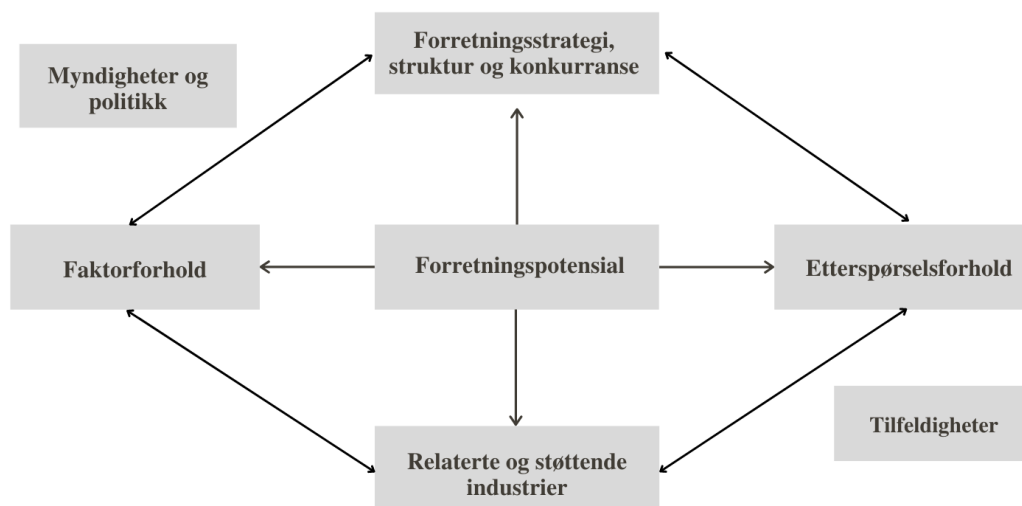 Forretningsstrategi,
struktur og konkurranse
Myndigheter og
politikk
Faktorforhold
Forretningspotensial
Etterspørselsforhold
Tilfeldigheter
Relaterte og støttende
industrier